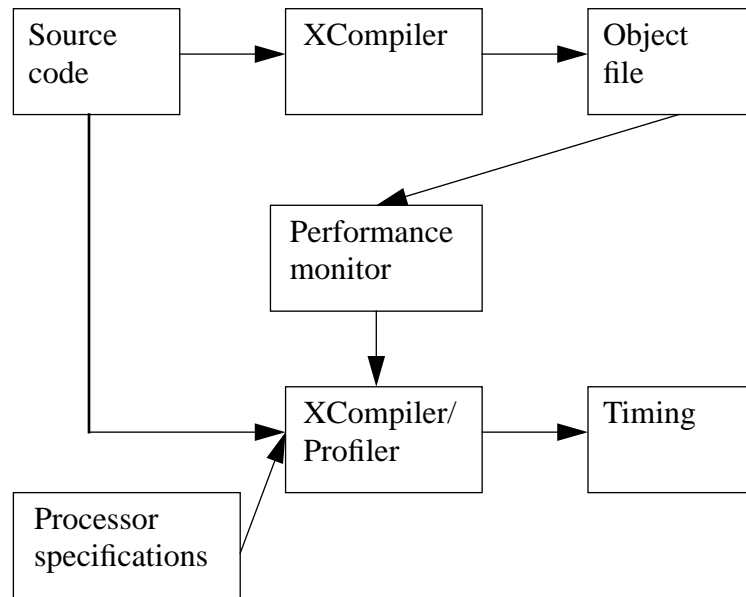 Source
code
XCompiler
Object
file
Performance
monitor
XCompiler/
Profiler
Timing
Processor
specifications